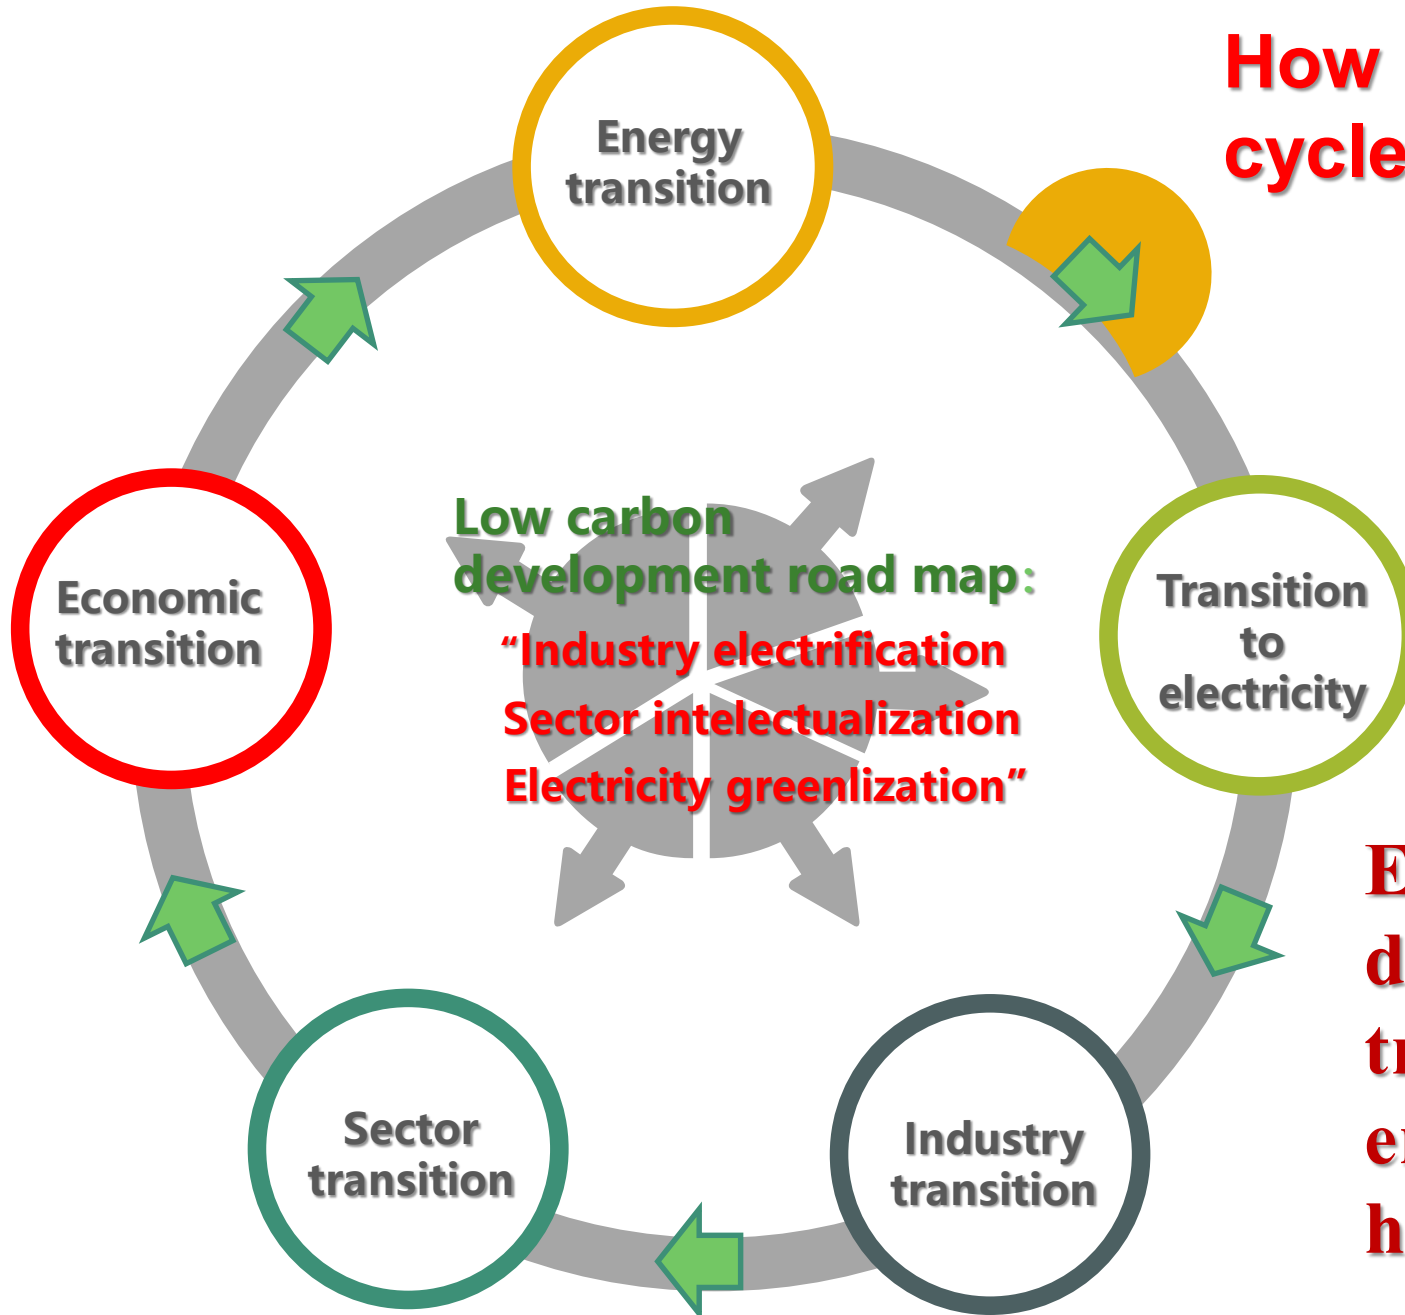 How
cycle
Energy
transition
Low carbon
development road map：
“Industry electrification
Sector intelectualization
Electricity greenlization”
Economic
transition
Transition
to
electricity
Sector
transition
Industry
transition